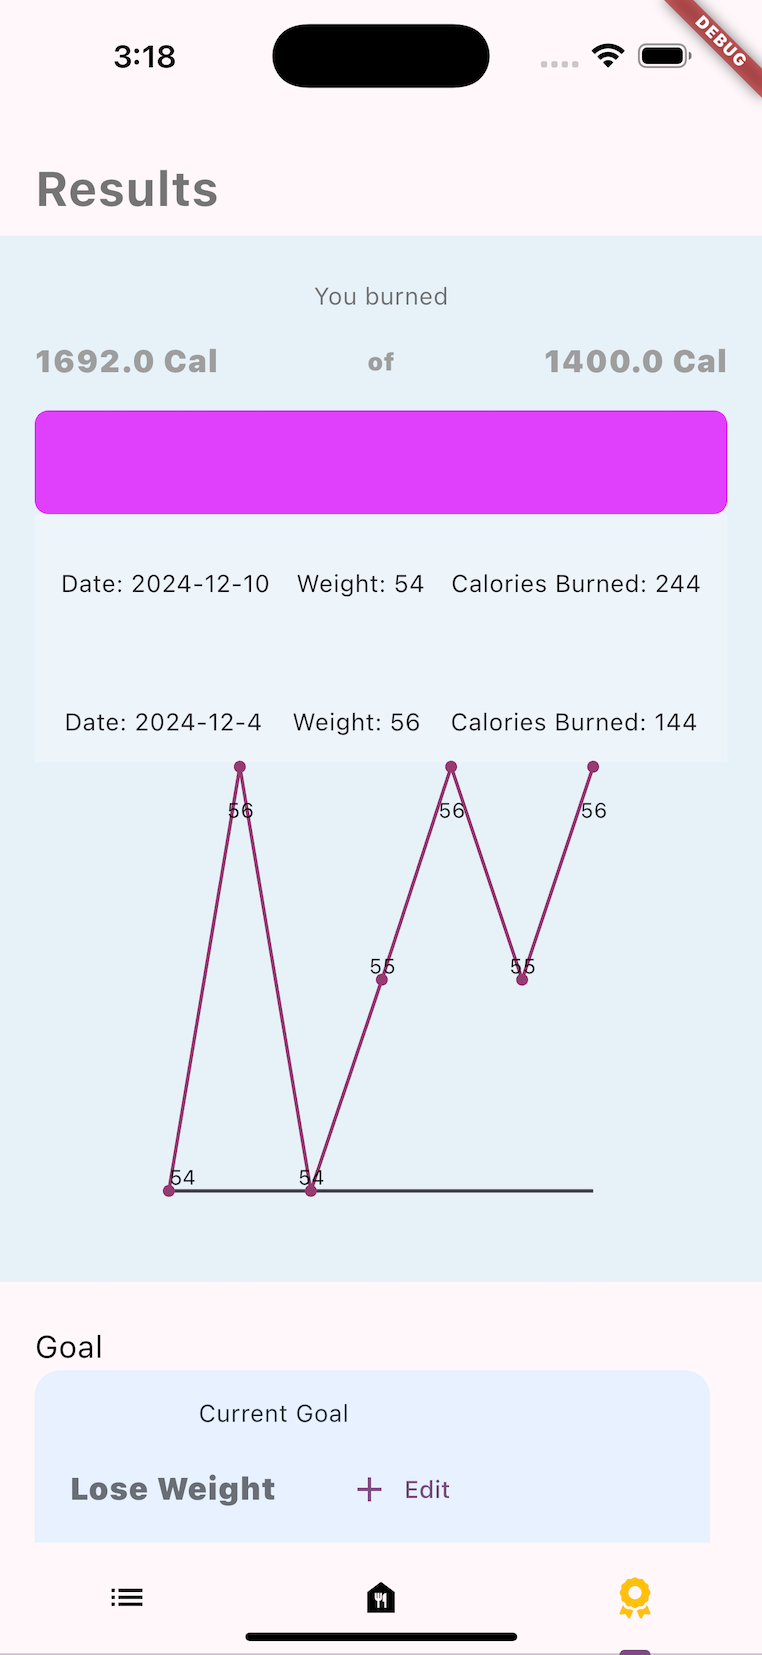 3:18
DEBUG
Results
You burned
1692.0 Cal of 1400.0 Cal
Date: 2024-12-10 Weight: 54 Calories Burned: 244
Date: 2024-12-4 Weight: 56 Calories Burned: 144
56 56 56
55 55
54 54
Goal
Current Goal
Lose Weight + Edit